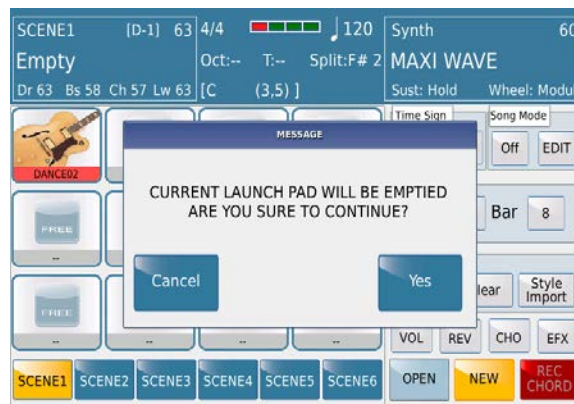 SCENE1 [D-1] 63 4/4 120 Synth 60
Empty Oct:-- T:-- Split:F# 2 MAXI WAVE
Dr 63 Bs 58 Ch 57 Lw 63 [C (3,5) ] Sust: Hold Wheel: Modul
Time Sign Song Mode
MESSAGE
Off EDIT
DANCE02
CURRENT LAUNCH PAD WILL BE EMPTIED
ARE YOU SURE TO CONTINUE?
FREE
Bar 8
--
Cancel Yes
lear Style Import
FREE
-- -- -- --
VOL REV CHO EFX
SCENE1 SCENE2 SCENE3 SCENE4 SCENE5 SCENE6 OPEN NEW REC CHORD